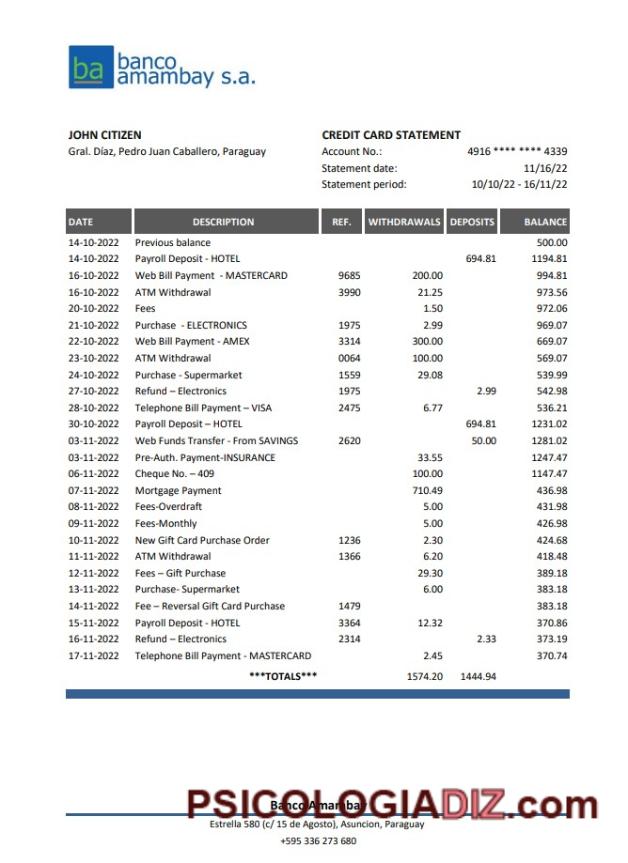 ba banco
amambay s.a.
JOHN CITIZEN CREDIT CARD STATEMENT
Gral. Díaz, Pedro Juan Caballero, Paraguay Account No.: 4916 **** **** 4339
Statement date: 11/16/22
Statement period: 10/10/22 - 16/11/22
DATE DESCRIPTION REF. WITHDRAWALS DEPOSITS BALANCE
14-10-2022 Previous balance 500.00
14-10-2022 Payroll Deposit - HOTEL 694.81 1194.81
16-10-2022 Web Bill Payment - MASTERCARD 9685 200.00 994.81
16-10-2022 ATM Withdrawal 3990 21.25 973.56
20-10-2022 Fees 1.50 972.06
21-10-2022 Purchase - ELECTRONICS 1975 2.99 969.07
22-10-2022 Web Bill Payment - AMEX 3314 300.00 669.07
23-10-2022 ATM Withdrawal 0064 100.00 569.07
24-10-2022 Purchase - Supermarket 1559 29.08 539.99
27-10-2022 Refund – Electronics 1975 2.99 542.98
28-10-2022 Telephone Bill Payment – VISA 2475 6.77 536.21
30-10-2022 Payroll Deposit – HOTEL 694.81 1231.02
03-11-2022 Web Funds Transfer - From SAVINGS 2620 50.00 1281.02
03-11-2022 Pre-Auth. Payment-INSURANCE 33.55 1247.47
06-11-2022 Cheque No. – 409 100.00 1147.47
07-11-2022 Mortgage Payment 710.49 436.98
08-11-2022 Fees-Overdraft 5.00 431.98
09-11-2022 Fees-Monthly 5.00 426.98
10-11-2022 New Gift Card Purchase Order 1236 2.30 424.68
11-11-2022 ATM Withdrawal 1366 6.20 418.48
12-11-2022 Fees – Gift Purchase 29.30 389.18
13-11-2022 Purchase- Supermarket 6.00 383.18
14-11-2022 Fee – Reversal Gift Card Purchase 1479 383.18
15-11-2022 Payroll Deposit - HOTEL 3364 12.32 370.86
16-11-2022 Refund – Electronics 2314 2.33 373.19
17-11-2022 Telephone Bill Payment - MASTERCARD 2.45 370.74
***TOTALS*** 1574.20 1444.94
Banco Amambay
PSICOLOGIADIZ.com
Estrella 580 (c/ 15 de Agosto), Asuncion, Paraguay
+595 336 273 680